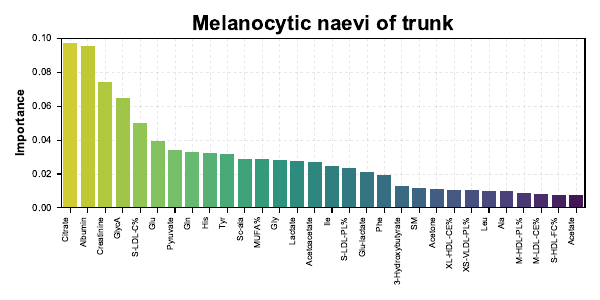 Melanocytic naevi of trunk
Importance
0.10
0.08
0.06
0.04
0.02
0.00
Citrate
Albumin
Creatinine
GlycA
S-LDL-C%
Glu
Pyruvate
Gln
His
Tyr
Sc-ala
MUFA%
Gly
Lactate
Acetoacetate
Ile
S-LDL-PL%
Glu-lactate
Phe
3-Hydroxybutyrate
SM
Acetone
XL-HDL-CE%
XS-VLDL-PL%
Leu
Ala
M-HDL-PL%
M-LDL-CE%
S-HDL-FC%
Acetate